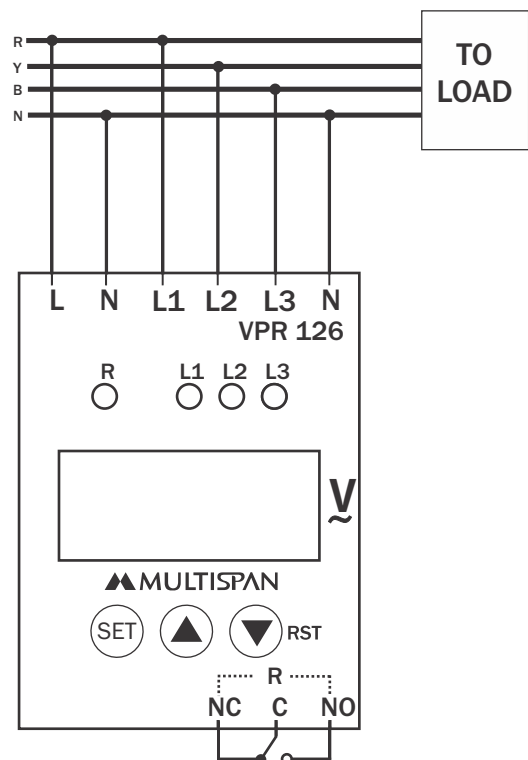 R
Y
B
N
TO
LOAD
L N L1 L2 L3 N
VPR 126
R L1 L2 L3
V
MULTISPAN
SET RST
R
NC C NO